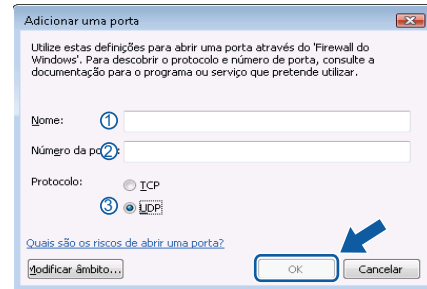 Adicionar uma porta
Utilize estas definições para abrir uma porta através do 'Firewall do
Windows'. Para descobrir o protocolo e número de porta, consulte a
documentação para o programa ou serviço que pretende utilizar.
Nome: 1
Número da po 2
Protocolo: TCP
3 UDP
Quais são os riscos de abrir uma porta?
Modificar âmbito... OK Cancelar